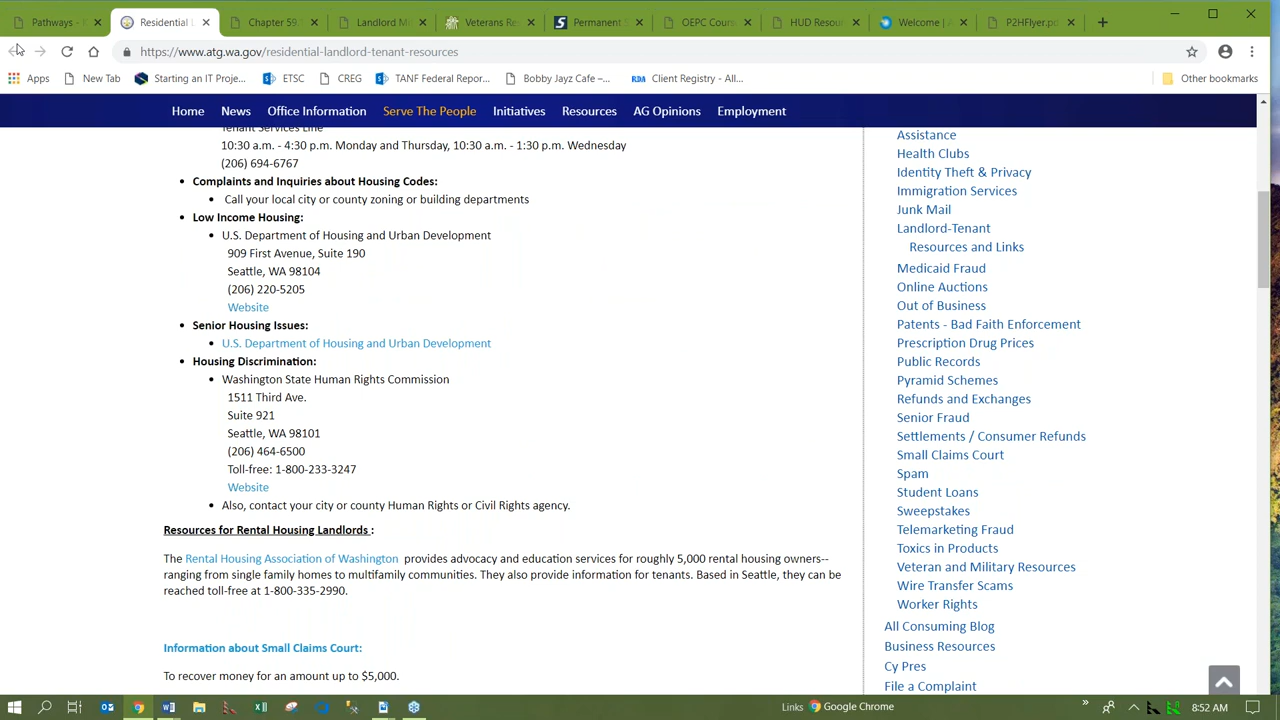 Pathways - C
Residential
Chapter 59.
Landlord Mi
Veterans Res
Permanent S
OEPC Cours
HUD Resour
Welcome | A
P2HFlyer.pd
https://www.atg.wa.gov/residential-landlord-tenant-resources
Apps
New Tab
Starting an IT Proje...
ETSC
CREG
TANF Federal Repor...
Bobby Jayz Cafe –...
RDA Client Registry - Al...
Other bookmarks
Home News Office Information Serve The People Initiatives Resources AG Opinions Employment
Tenant Services Line
10:30 a.m. - 4:30 p.m. Monday and Thursday, 10:30 a.m. - 1:30 p.m. Wednesday
(206) 694-6767
• Complaints and Inquiries about Housing Codes:
• Call your local city or county zoning or building departments
• Low Income Housing:
• U.S. Department of Housing and Urban Development
909 First Avenue, Suite 190
Seattle, WA 98104
(206) 220-5205
Website
• Senior Housing Issues:
• U.S. Department of Housing and Urban Development
• Housing Discrimination:
• Washington State Human Rights Commission
1511 Third Ave.
Suite 921
Seattle, WA 98101
(206) 464-6500
Toll-free: 1-800-233-3247
Website
• Also, contact your city or county Human Rights or Civil Rights agency.
Resources for Rental Housing Landlords :
The Rental Housing Association of Washington provides advocacy and education services for roughly 5,000 rental housing owners--
ranging from single family homes to multifamily communities. They also provide information for tenants. Based in Seattle, they can be
reached toll-free at 1-800-335-2990.
Information about Small Claims Court:
To recover money for an amount up to $5,000.
Assistance
Health Clubs
Identity Theft & Privacy
Immigration Services
Junk Mail
Landlord-Tenant
Resources and Links
Medicaid Fraud
Online Auctions
Out of Business
Patents - Bad Faith Enforcement
Prescription Drug Prices
Public Records
Pyramid Schemes
Refunds and Exchanges
Senior Fraud
Settlements / Consumer Refunds
Small Claims Court
Spam
Student Loans
Sweepstakes
Telemarketing Fraud
Toxics in Products
Veteran and Military Resources
Wire Transfer Scams
Worker Rights
All Consuming Blog
Business Resources
Cy Pres
File a Complaint
Links
Google Chrome
8:52 AM